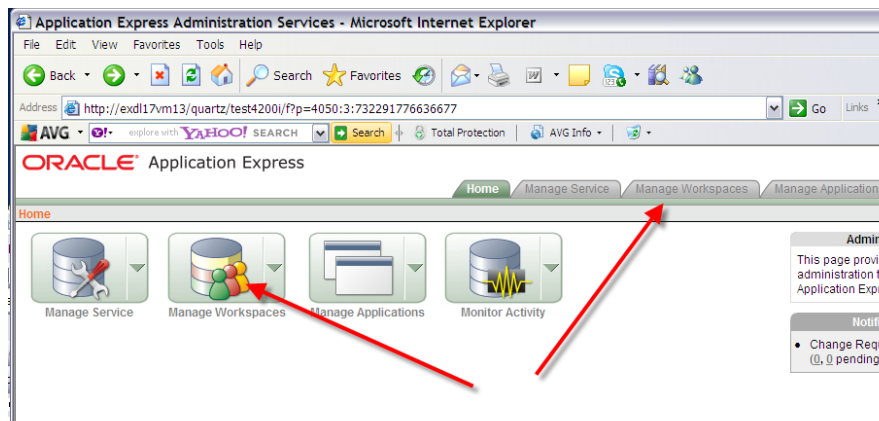 Application Express Administration Services - Microsoft Internet Explorer
File Edit View Favorites Tools Help
Back Search Favorites
Address http://exdl17vm13/quartz/test4200i/f?p=4050:3:732291776636677 Go Links
AVG Y! explore with YAHOO! SEARCH Search Total Protection AVG Info
ORACLE Application Express
Home Manage Service Manage Workspaces Manage Application
Home
Manage Service Manage Workspaces Manage Applications Monitor Activity
Admin
This page provi
administration t
Application Exp
Notifi
Change Requ
(0, 0 pending